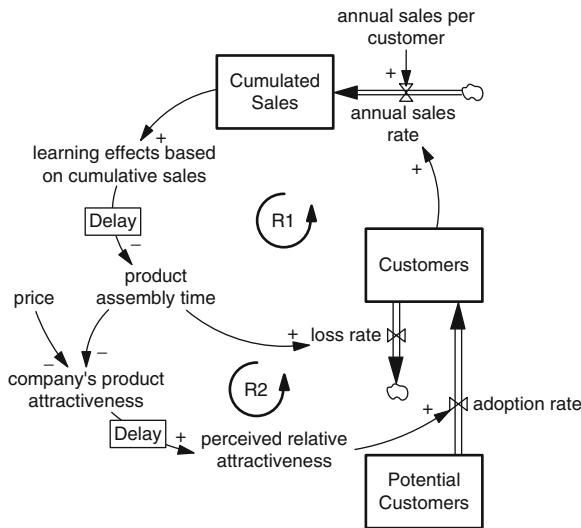 annual sales per
customer
+
Cumulated
Sales
annual sales
rate
+
learning effects based
on cumulative sales
+
Delay
R1
−
Customers
product
assembly time
price
+ loss rate
−
−
company's product
attractiveness
R2
+ adoption rate
Delay
+
perceived relative
attractiveness
Potential
Customers